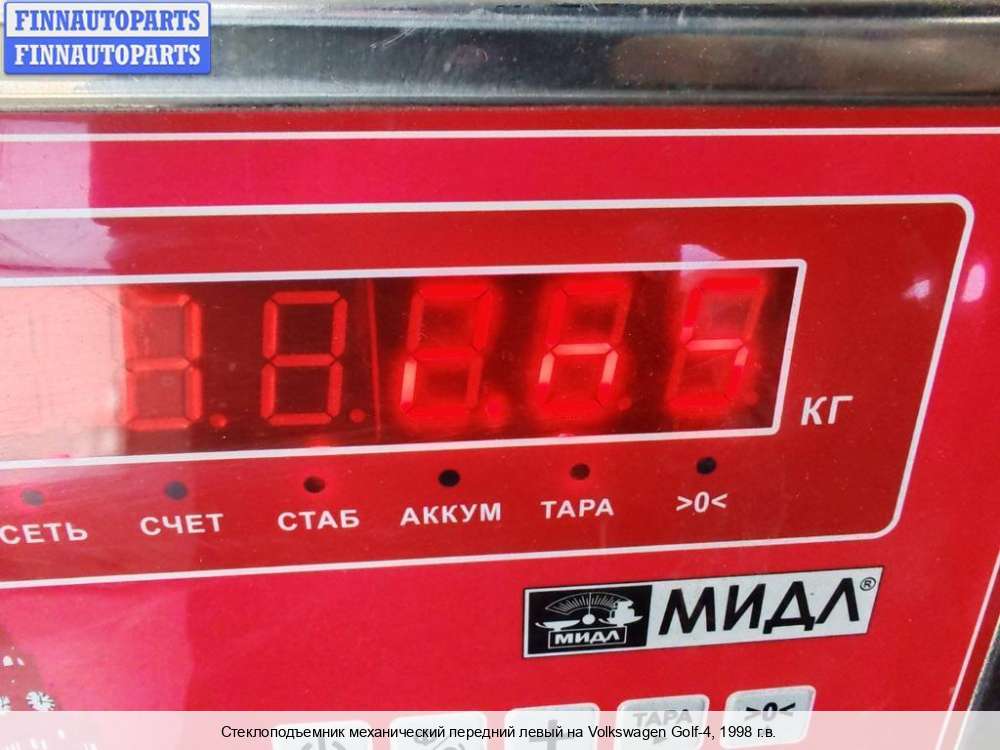 FINNAUTOPARTS
FINNAUTOPARTS
КГ
СЕТЬ СЧЕТ СТАБ АККУМ ТАРА >0<
МИДЛ МИДЛ®
ТАРА >0<
Стеклоподъемник механический передний левый на Volkswagen Golf-4, 1998 г.в.